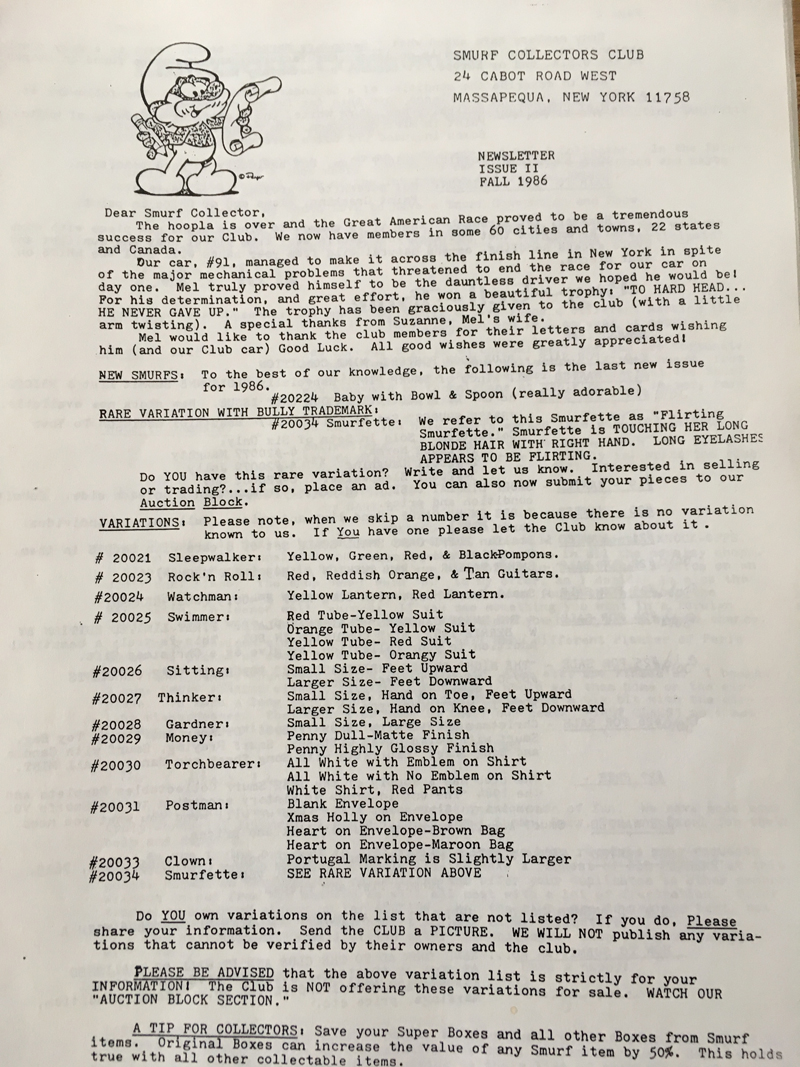 SMURF COLLECTORS CLUB
24 CABOT ROAD WEST
MASSAPEQUA, NEW YORK 11758
NEWSLETTER
ISSUE II
FALL 1986
© Peyo
Dear Smurf Collector,
The hoopla is over and the Great American Race proved to be a tremendous
success for our Club. We now have members in some 60 cities and towns, 22 states
and Canada.
Our car, #91, managed to make it across the finish line in New York in spite
of the major mechanical problems that threatened to end the race for our car on
day one. Mel truly proved himself to be the dauntless driver we hoped he would be!
For his determination, and great effort, he won a beautiful trophy: "TO HARD HEAD...
HE NEVER GAVE UP." The trophy has been graciously given to the club (with a little
arm twisting). A special thanks from Suzanne, Mel's wife.
Mel would like to thank the club members for their letters and cards wishing
him (and our Club car) Good Luck. All good wishes were greatly appreciated!
NEW SMURFS: To the best of our knowledge, the following is the last new issue
for 1986.
#20224 Baby with Bowl & Spoon (really adorable)
RARE VARIATION WITH BULLY TRADEMARK:
#20034 Smurfette: We refer to this Smurfette as "Flirting
Smurfette." Smurfette is TOUCHING HER LONG
BLONDE HAIR WITH RIGHT HAND. LONG EYELASHES
APPEARS TO BE FLIRTING.
Do YOU have this rare variation? Write and let us know. Interested in selling
or trading?...if so, place an ad. You can also now submit your pieces to our
Auction Block.
VARIATIONS: Please note, when we skip a number it is because there is no variation
known to us. If You have one please let the Club know about it .
# 20021 Sleepwalker: Yellow, Green, Red, & Black-Pompons.
# 20023 Rock'n Roll: Red, Reddish Orange, & Tan Guitars.
#20024 Watchman: Yellow Lantern, Red Lantern.
# 20025 Swimmer: Red Tube-Yellow Suit
Orange Tube- Yellow Suit
Yellow Tube- Red Suit
Yellow Tube- Orangy Suit
#20026 Sitting: Small Size- Feet Upward
Larger Size- Feet Downward
#20027 Thinker: Small Size, Hand on Toe, Feet Upward
Larger Size, Hand on Knee, Feet Downward
#20028 Gardner: Small Size, Large Size
#20029 Money: Penny Dull-Matte Finish
Penny Highly Glossy Finish
#20030 Torchbearer: All White with Emblem on Shirt
All White with No Emblem on Shirt
White Shirt, Red Pants
#20031 Postman: Blank Envelope
Xmas Holly on Envelope
Heart on Envelope-Brown Bag
Heart on Envelope-Maroon Bag
#20033 Clown: Portugal Marking is Slightly Larger
#20034 Smurfette: SEE RARE VARIATION ABOVE
Do YOU own variations on the list that are not listed? If you do, Please
share your information. Send the CLUB a PICTURE. WE WILL NOT publish any varia-
tions that cannot be verified by their owners and the club.
PLEASE BE ADVISED that the above variation list is strictly for your
INFORMATION! The Club is NOT offering these variations for sale. WATCH OUR
"AUCTION BLOCK SECTION."
A TIP FOR COLLECTORS: Save your Super Boxes and all other Boxes from Smurf
items. Original Boxes can increase the value of any Smurf item by 50%. This holds
true with all other collectable items.